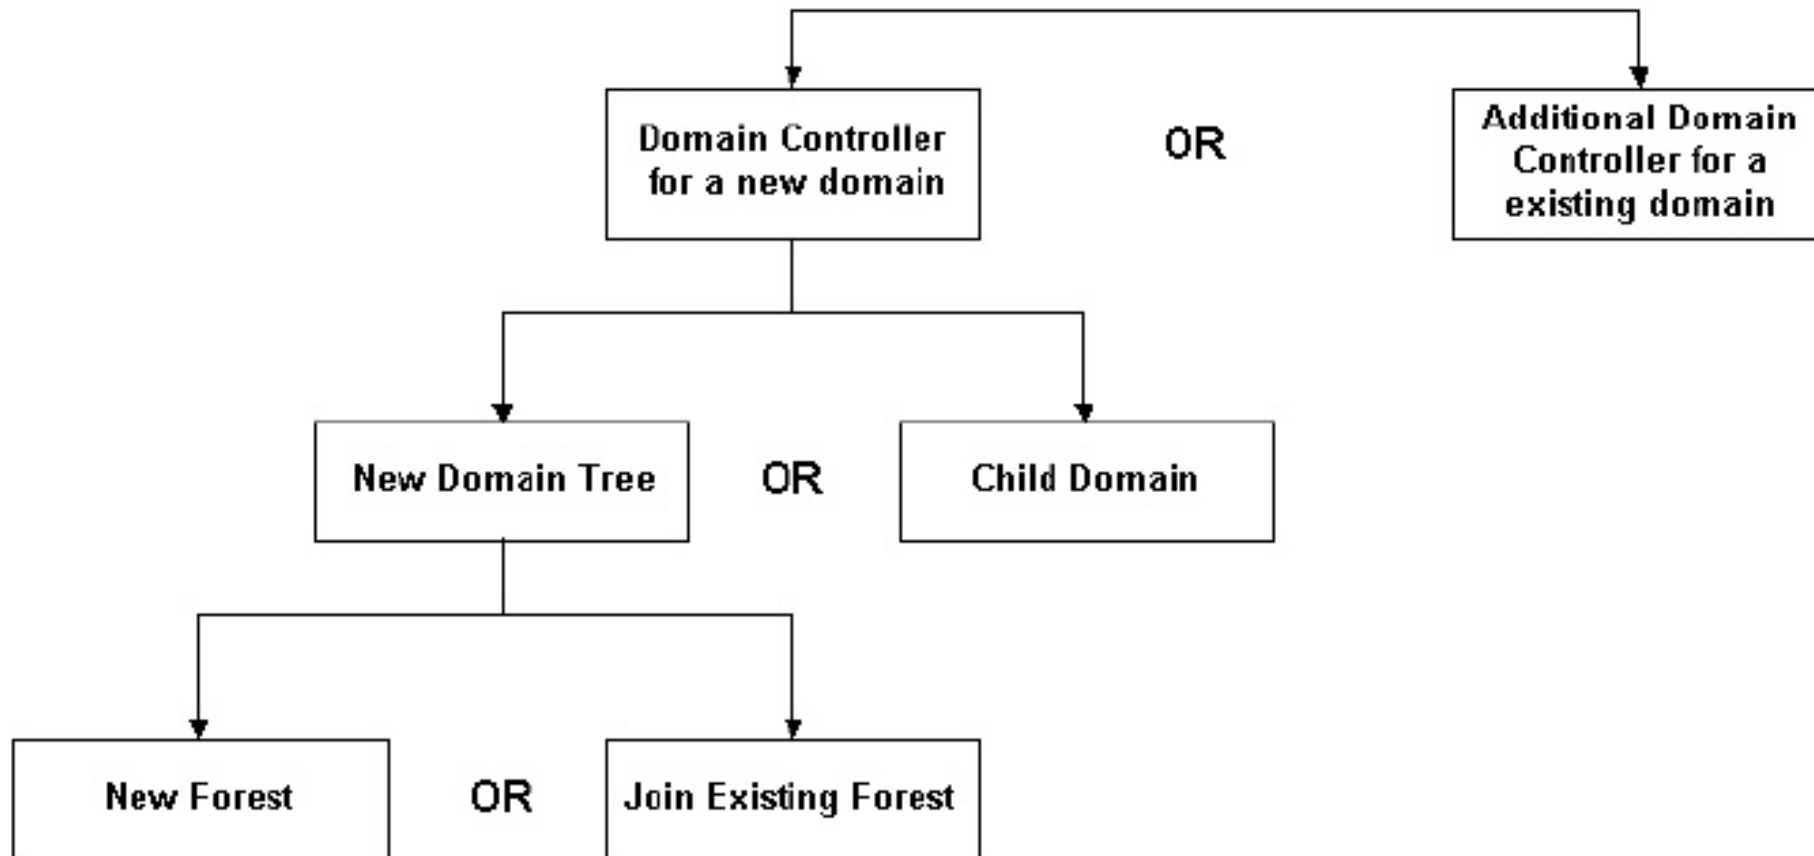 Domain Controller
for a new domain
OR
Additional Domain
Controller for a
existing domain
New Domain Tree
OR
Child Domain
New Forest
OR
Join Existing Forest